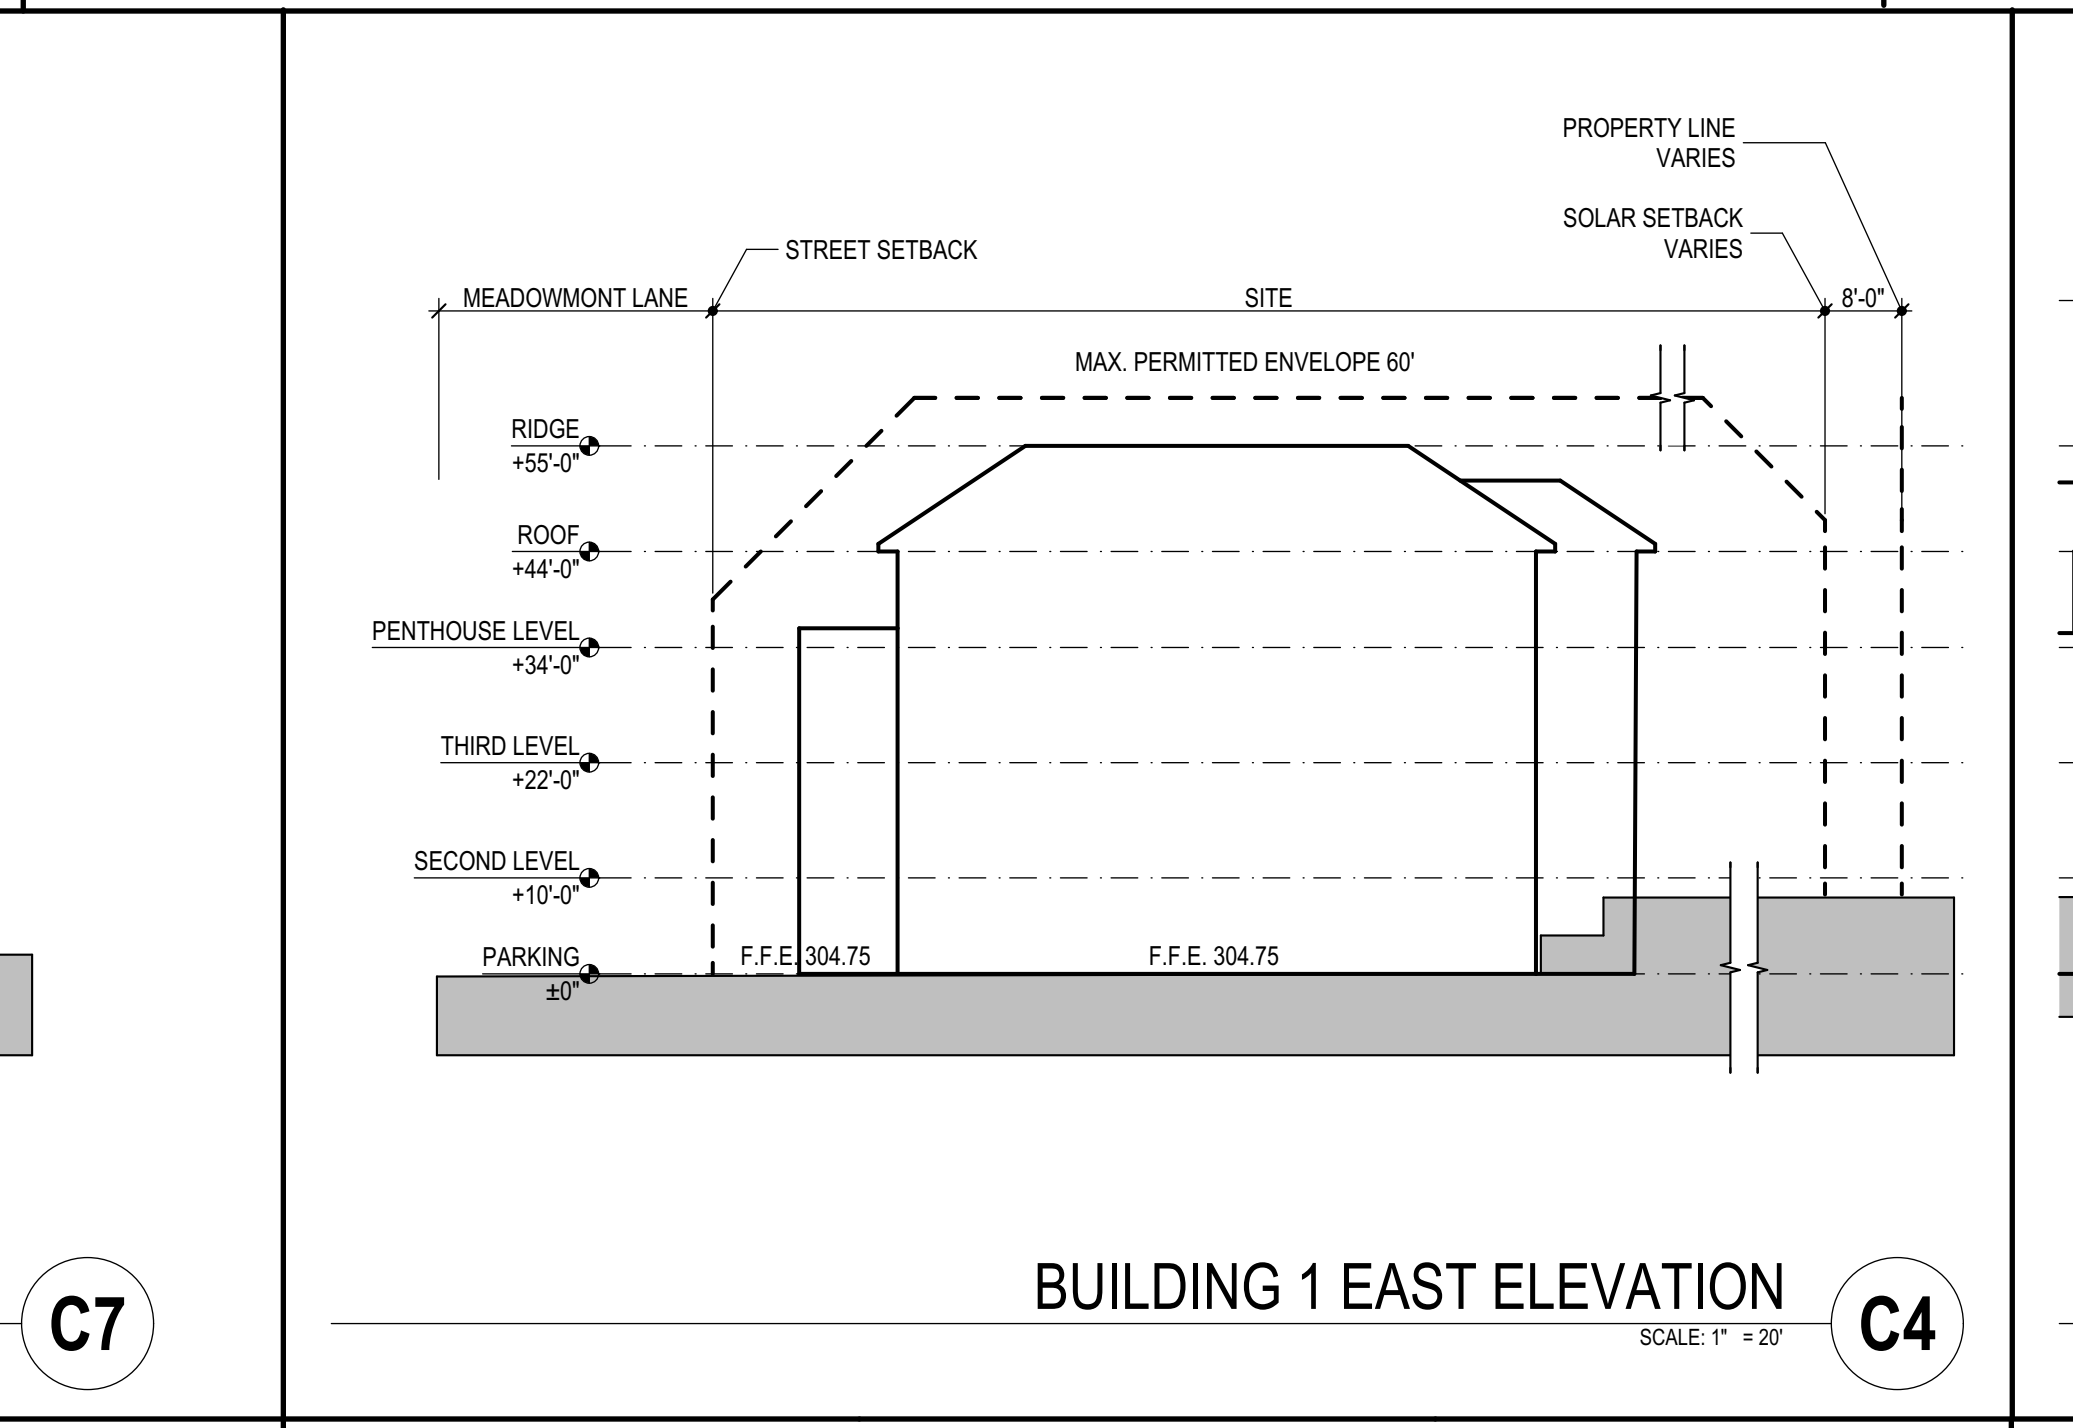 PROPERTY LINE
VARIES
SOLAR SETBACK
VARIES
STREET SETBACK
MEADOWMONT LANE
SITE
8'-0"
MAX. PERMITTED ENVELOPE 60'
RIDGE
+55'-0"
ROOF
+44'-0"
PENTHOUSE LEVEL
+34'-0"
THIRD LEVEL
+22'-0"
SECOND LEVEL
+10'-0"
PARKING
±0"
F.F.E. 304.75
F.F.E. 304.75
C7
BUILDING 1 EAST ELEVATION
SCALE: 1" = 20'
C4